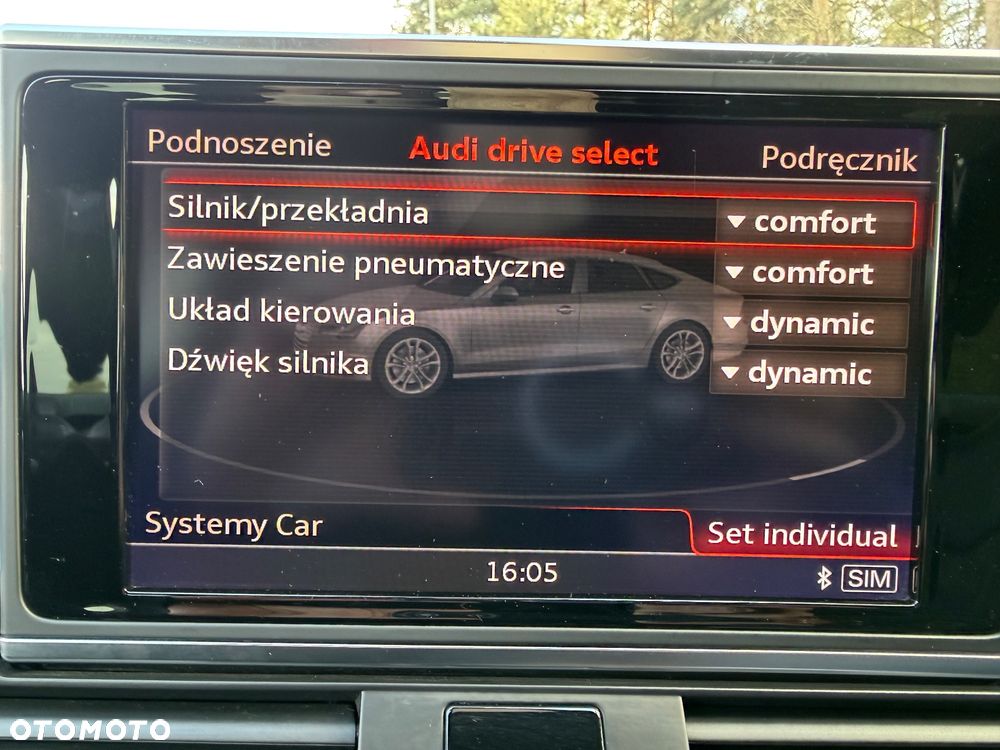 Podnoszenie Audi drive select Podręcznik
Silnik/przekładnia comfort
Zawieszenie pneumatyczne comfort
Układ kierowania dynamic
Dźwięk silnika dynamic
Systemy Car Set individual
16:05 SIM
OTOMOTO